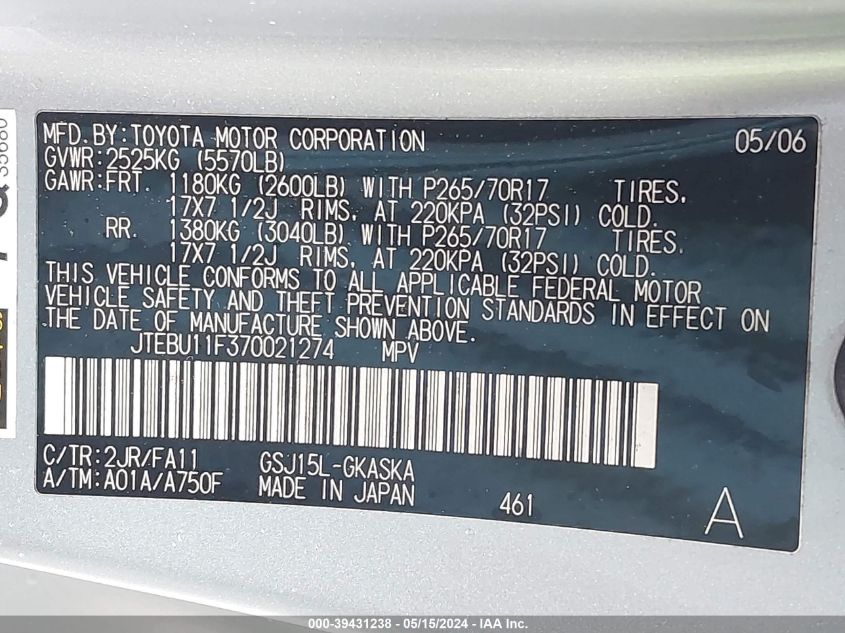 MFD. BY: TOYOTA MOTOR CORPORATION 05/06
GVWR: 2525KG (5570LB)
GAWR: FRT. 1180KG (2600LB) WITH P265/70R17 TIRES,
17X7 1/2J RIMS, AT 220KPA (32PSI) COLD.
RR. 1380KG (3040LB) WITH P265/70R17 TIRES,
17X7 1/2J RIMS, AT 220KPA (32PSI) COLD.
THIS VEHICLE CONFORMS TO ALL APPLICABLE FEDERAL MOTOR
VEHICLE SAFETY AND THEFT PREVENTION STANDARDS IN EFFECT ON
THE DATE OF MANUFACTURE SHOWN ABOVE.
JTEBU11F370021274 MPV
C/TR: 2JR/FA11 GSJ15L-GKASKA
A/TM: A01A/A750F MADE IN JAPAN 461 A
35680
000-39431238 - 05/15/2024 - IAA Inc.